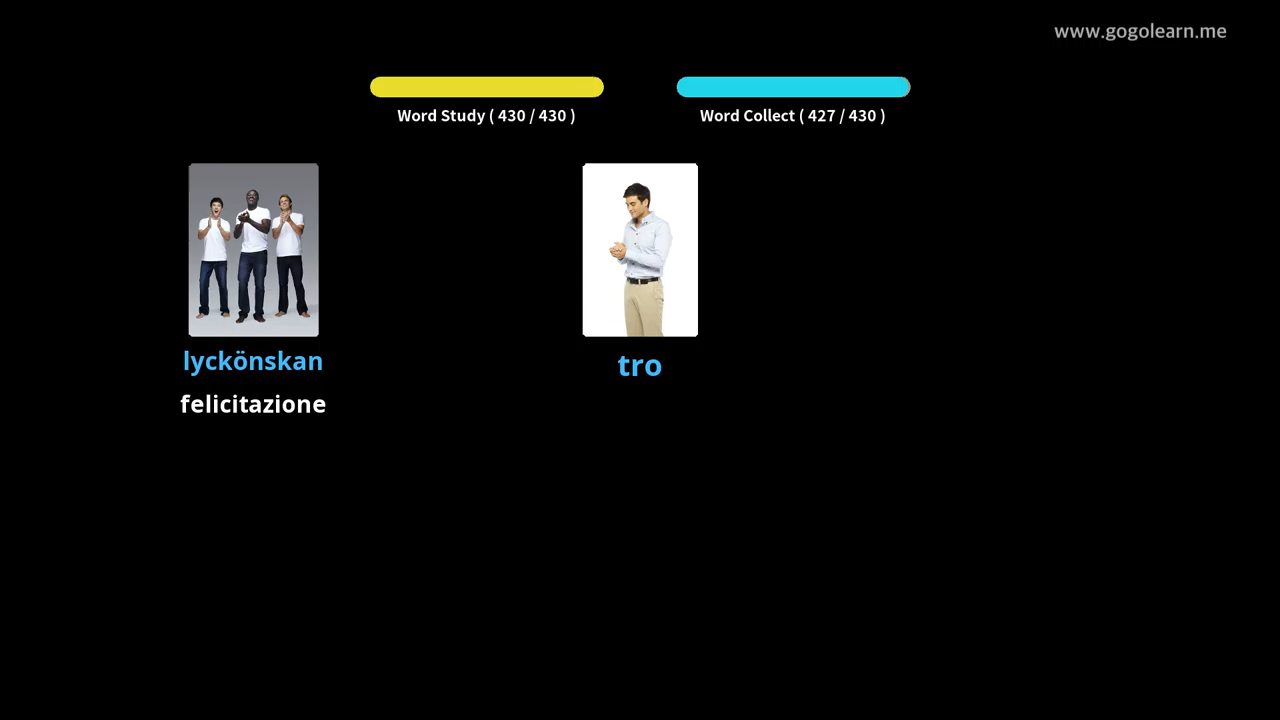 www.gogolearn.me
Word Study ( 430 / 430 )
Word Collect ( 427 / 430 )
lyckönskan
felicitazione
tro